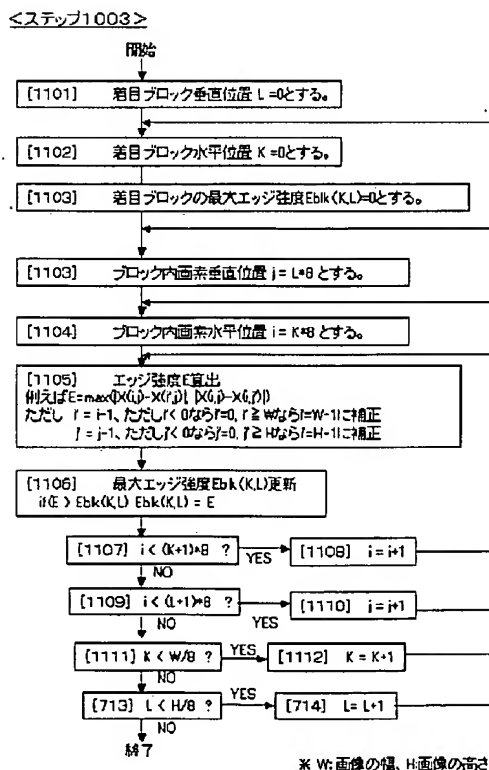 <ステップ1003>
開始
[1101] 着目ブロック垂直位置 L=0とする。
[1102] 着目ブロック水平位置 K=0とする。
[1103] 着目ブロックの最大エッジ強度Eblk(K,L)=0とする。
[1103] ブロック内画素垂直位置 j= L*8 とする。
[1104] ブロック内画素水平位置 i= K*8 とする。
[1105] エッジ強度E算出
例えばE=max(|X(i,j)-X(i',j)|, |X(i,j)-X(i,j')|)
ただし i' = i-1、ただしi'< 0ならi'=0, i' ≧ Wならi'=W-1に補正
j' = j-1、ただしj'< 0ならj'=0, j' ≧ Hならj'=H-1に補正
[1106] 最大エッジ強度Eblk(K,L)更新
if(E > Eblk(K,L) Eblk(K,L) = E
[1107] i < (K+1)*8 ?
YES
[1108] i = i+1
NO
[1109] i < (L+1)*8 ?
YES
[1110] j = j+1
NO
[1111] K < W/8 ?
YES
[1112] K = K+1
NO
[713] L < H/8 ?
YES
[714] L= L+1
NO
終了
※ W:画像の幅、H:画像の高さ